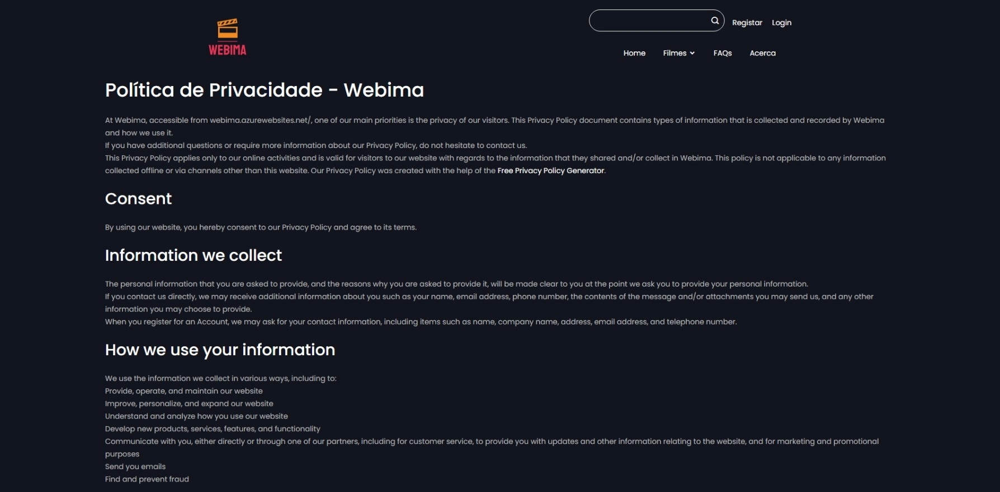 Registar Login
WEBIMA
Home Filmes FAQs Acerca
Política de Privacidade - Webima
At Webima, accessible from webima.azurewebsites.net/, one of our main priorities is the privacy of our visitors. This Privacy Policy document contains types of information that is collected and recorded by Webima
and how we use it.
If you have additional questions or require more information about our Privacy Policy, do not hesitate to contact us.
This Privacy Policy applies only to our online activities and is valid for visitors to our website with regards to the information that they shared and/or collect in Webima. This policy is not applicable to any information
collected offline or via channels other than this website. Our Privacy Policy was created with the help of the Free Privacy Policy Generator.
Consent
By using our website, you hereby consent to our Privacy Policy and agree to its terms.
Information we collect
The personal information that you are asked to provide, and the reasons why you are asked to provide it, will be made clear to you at the point we ask you to provide your personal information.
If you contact us directly, we may receive additional information about you such as your name, email address, phone number, the contents of the message and/or attachments you may send us, and any other
information you may choose to provide.
When you register for an Account, we may ask for your contact information, including items such as name, company name, address, email address, and telephone number.
How we use your information
We use the information we collect in various ways, including to:
Provide, operate, and maintain our website
Improve, personalize, and expand our website
Understand and analyze how you use our website
Develop new products, services, features, and functionality
Communicate with you, either directly or through one of our partners, including for customer service, to provide you with updates and other information relating to the website, and for marketing and promotional
purposes
Send you emails
Find and prevent fraud